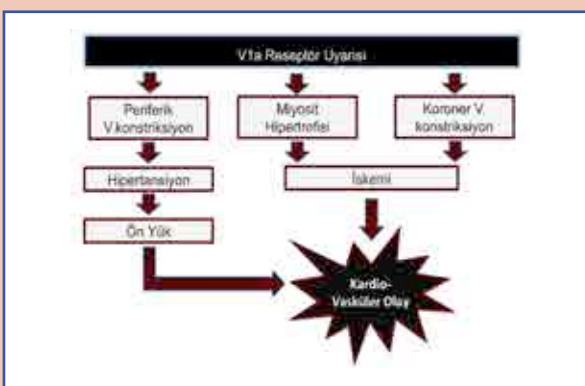 V1a Reseptör Uyarısı
Periferik
V.konstriksiyon
Miyosit
Hipertrofisi
Koroner V.
konstriksiyon
Hipertansiyon
İskemi
Ön Yük
Kardio-
Vasküler Olay